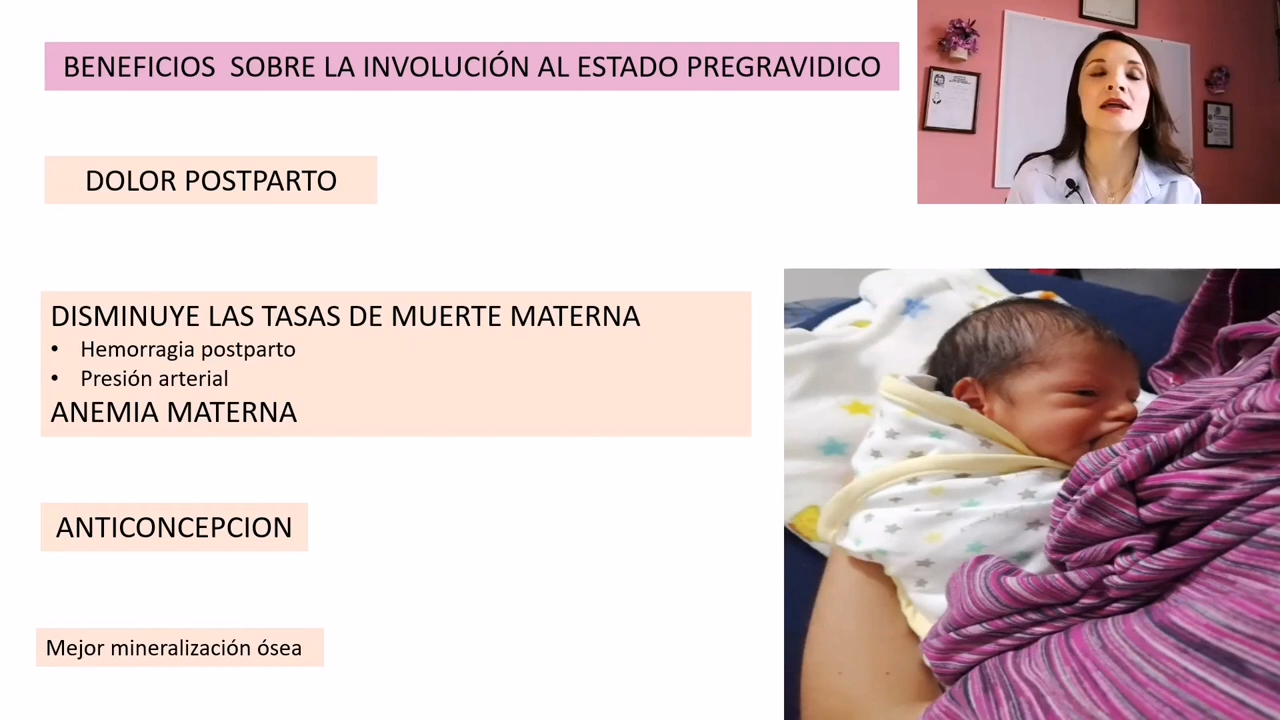 BENEFICIOS SOBRE LA INVOLUCIÓN AL ESTADO PREGRAVIDICO
DOLOR POSTPARTO
DISMINUYE LAS TASAS DE MUERTE MATERNA
• Hemorragia postparto
• Presión arterial
ANEMIA MATERNA
ANTICONCEPCION
Mejor mineralización ósea